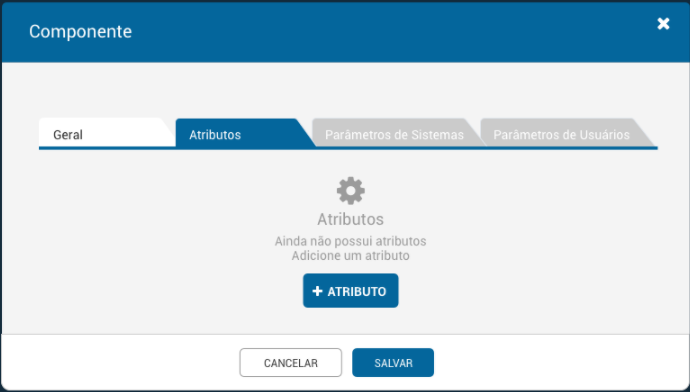 Componente
Geral
Atributos
Parâmetros de Sistemas
Parâmetros de Usuários
Atributos
Ainda não possui atributos
Adicione um atributo
+ ATRIBUTO
CANCELAR
SALVAR